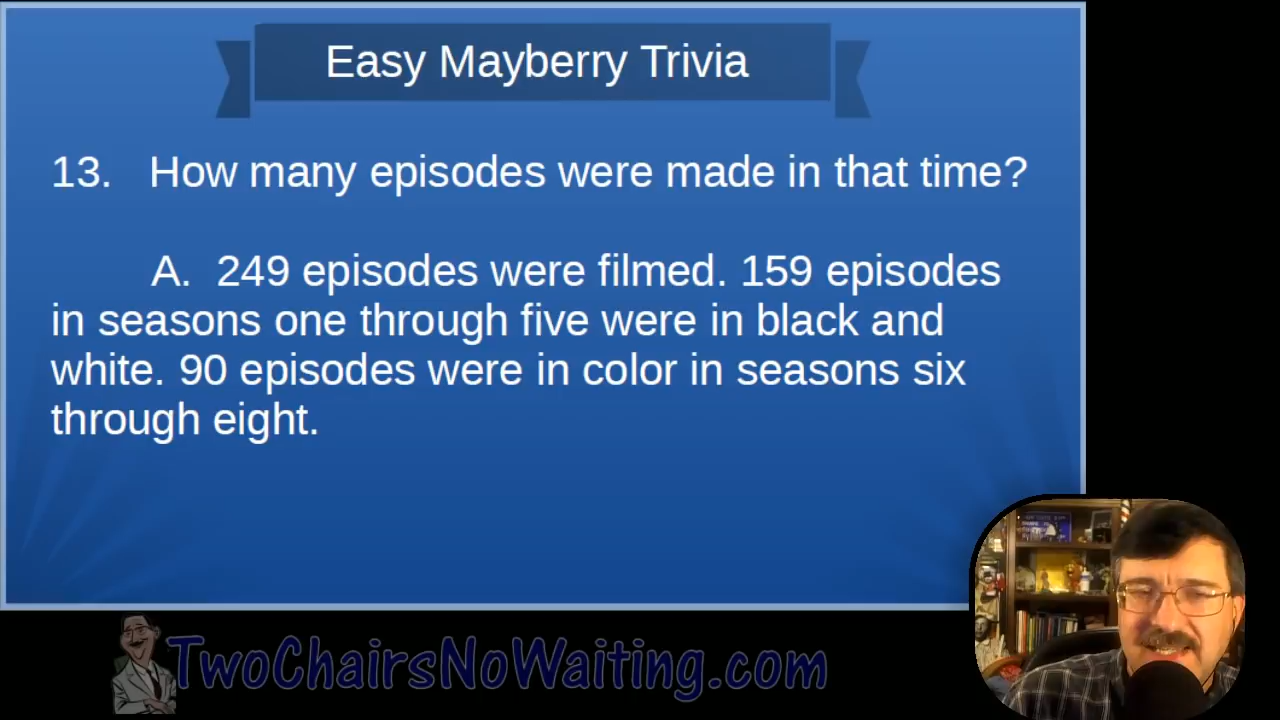 Easy Mayberry Trivia
13. How many episodes were made in that time?
A. 249 episodes were filmed. 159 episodes
in seasons one through five were in black and
white. 90 episodes were in color in seasons six
through eight.
TwoChairsNoWaiting.com